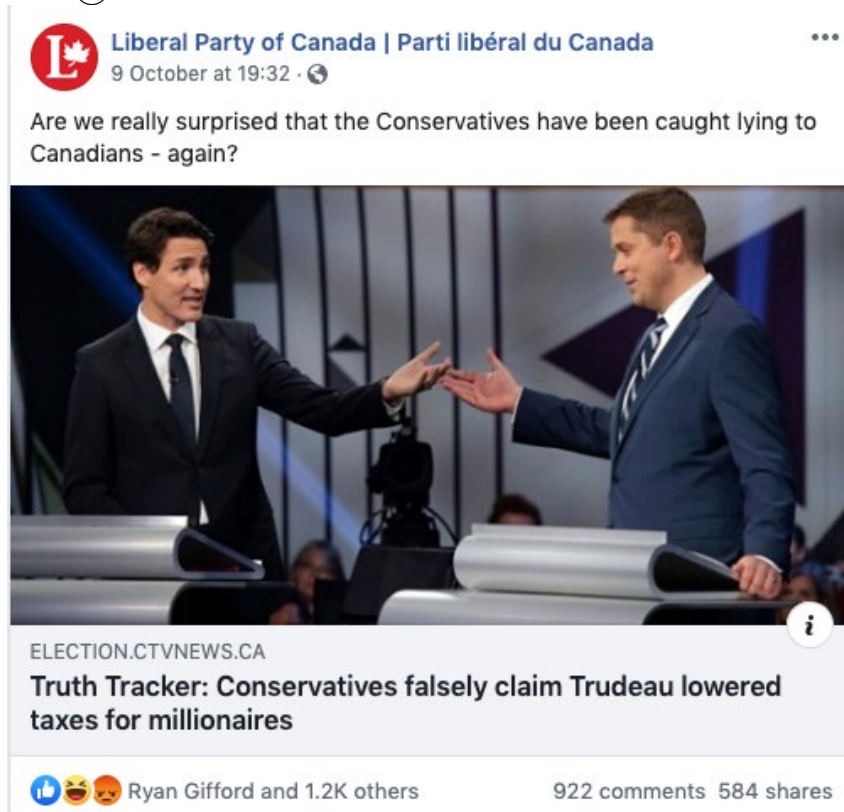 L
Liberal Party of Canada | Parti libéral du Canada
9 October at 19:32 ·
Are we really surprised that the Conservatives have been caught lying to
Canadians - again?
i
ELECTION.CTVNEWS.CA
Truth Tracker: Conservatives falsely claim Trudeau lowered
taxes for millionaires
Ryan Gifford and 1.2K others
922 comments 584 shares